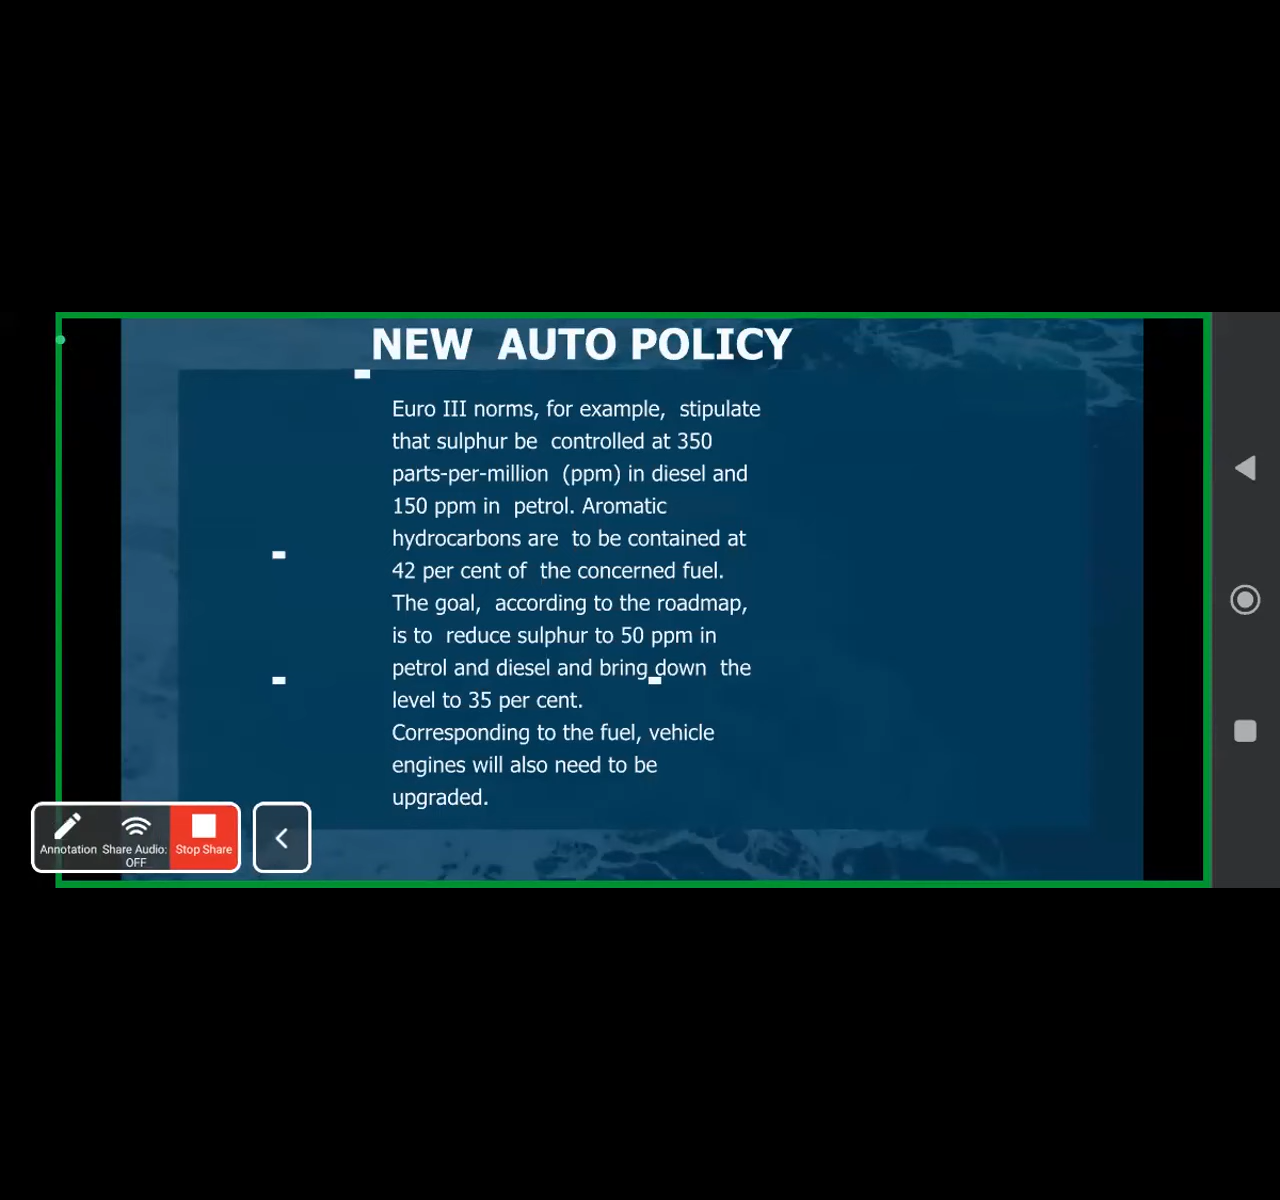 NEW AUTO POLICY
Euro III norms, for example, stipulate
that sulphur be controlled at 350
parts-per-million (ppm) in diesel and
150 ppm in petrol. Aromatic
hydrocarbons are to be contained at
42 per cent of the concerned fuel.
The goal, according to the roadmap,
is to reduce sulphur to 50 ppm in
petrol and diesel and bring down the
level to 35 per cent.
Corresponding to the fuel, vehicle
engines will also need to be
upgraded.
Annotation
Share Audio:
OFF
Stop Share